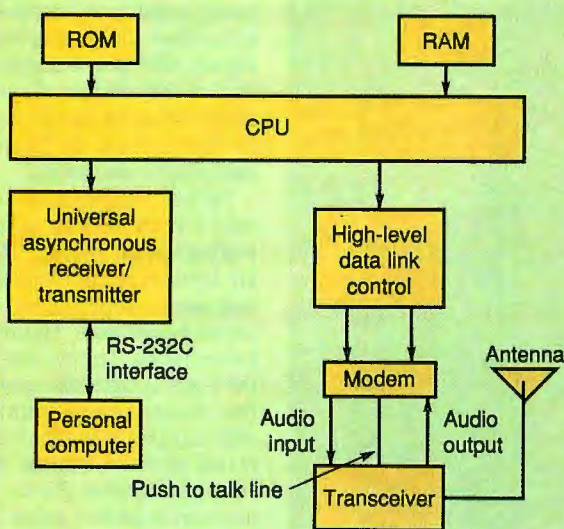 ROM
RAM
CPU
Universal
asynchronous
receiver/
transmitter
High-level
data link
control
RS-232C
interface
Antenna
Modem
Personal
computer
Audio
input
Audio
output
Push to talk line
Transceiver